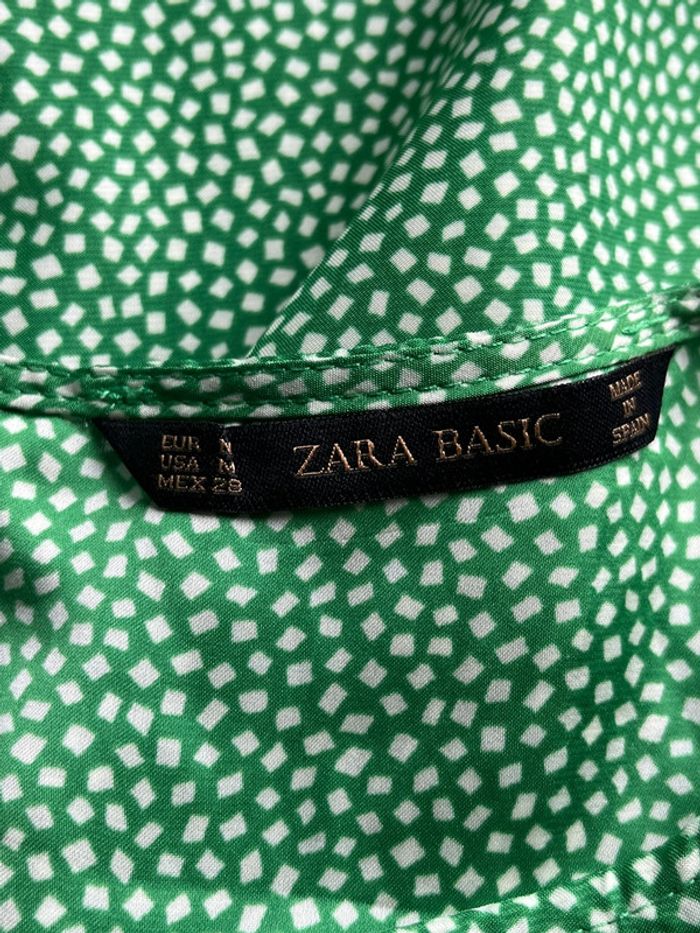 EUR M
USA M
MEX 28
ZARA BASIC
MADE
IN
SPAIN